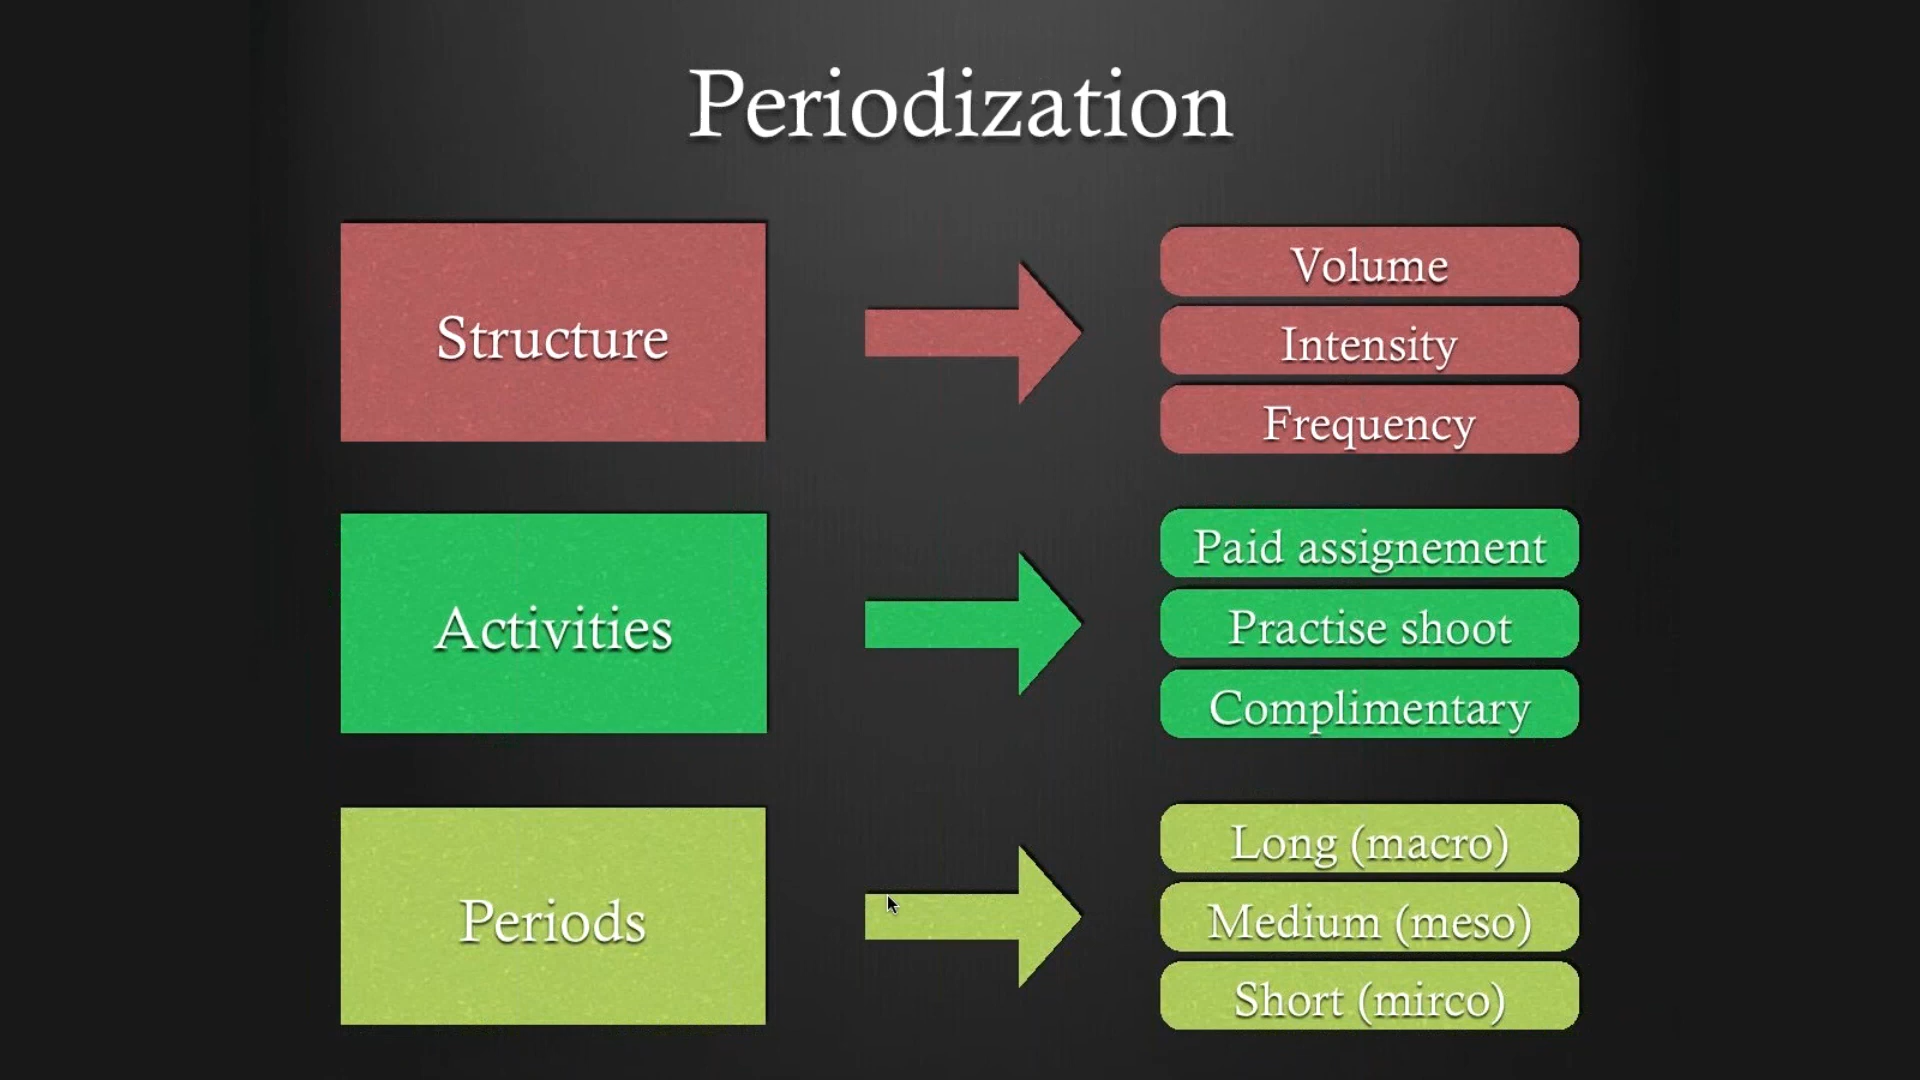 Periodization
Structure
Volume
Intensity
Frequency
Activities
Paid assignement
Practise shoot
Complimentary
Periods
Long (macro)
Medium (meso)
Short (mirco)